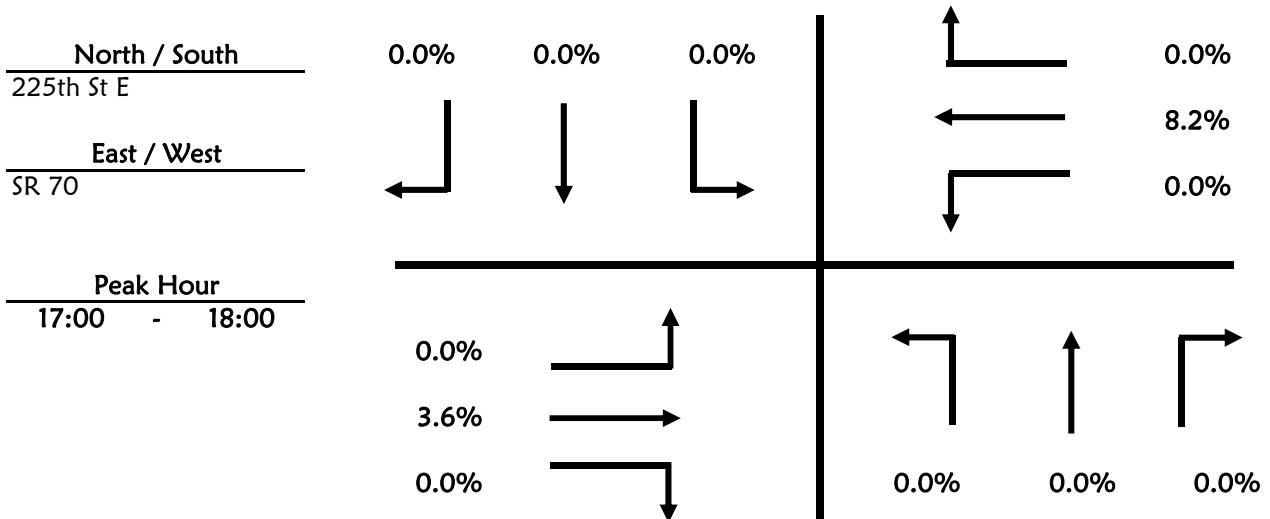 North / South
225th St E
East / West
SR 70
Peak Hour
17:00 - 18:00
0.0% 0.0% 0.0%
0.0%
8.2%
0.0%
0.0%
3.6%
0.0%
0.0% 0.0% 0.0%